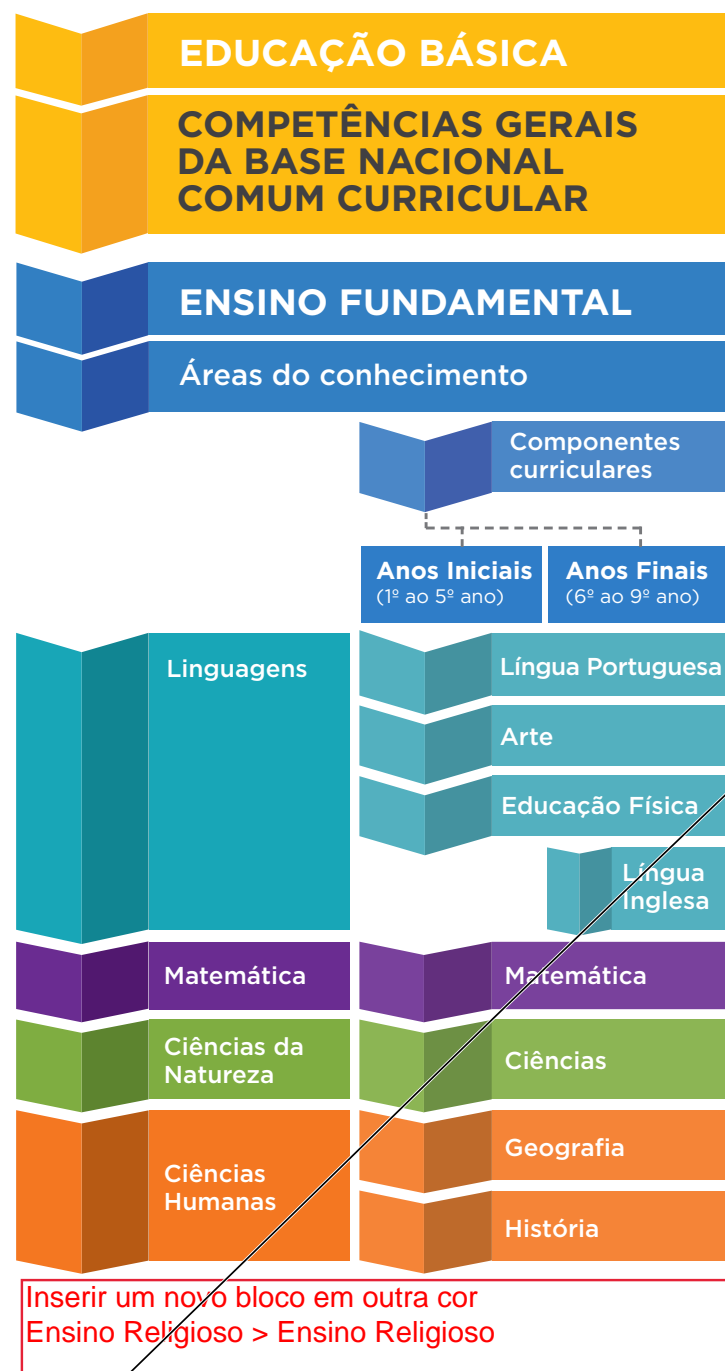 EDUCAÇÃO BÁSICA
COMPETÊNCIAS GERAIS
DA BASE NACIONAL
COMUM CURRICULAR
ENSINO FUNDAMENTAL
Áreas do conhecimento
Componentes
curriculares
Anos Iniciais
(1º ao 5º ano)
Anos Finais
(6º ao 9º ano)
Linguagens
Língua Portuguesa
Arte
Educação Física
Língua
Inglesa
Matemática
Matemática
Ciências da
Natureza
Ciências
Ciências
Humanas
Geografia
História
Inserir um novo bloco em outra cor
Ensino Religioso > Ensino Religioso